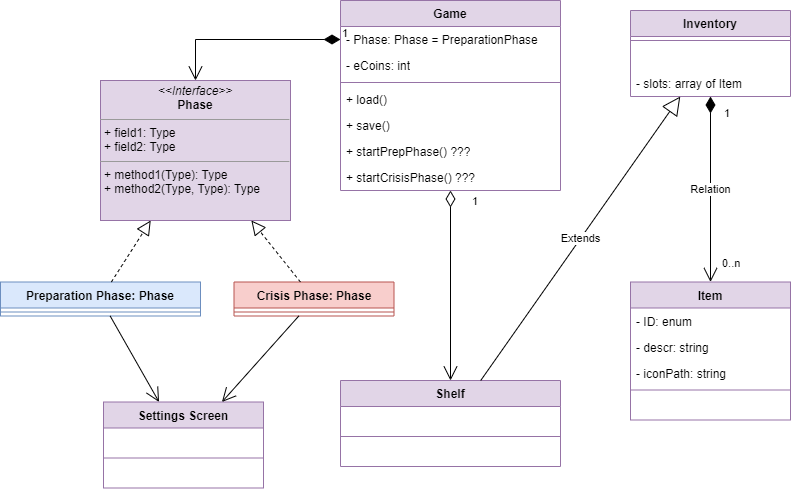 Game
1
- Phase: Phase = PreparationPhase
- eCoins: int
+ load()
+ save()
+ startPrepPhase() ???
+ startCrisisPhase() ???
1
Inventory
- slots: array of Item
1
Relation
0..n
Extends
<<Interface>>
Phase
+ field1: Type
+ field2: Type
+ method1(Type): Type
+ method2(Type, Type): Type
Preparation Phase: Phase
Crisis Phase: Phase
Item
- ID: enum
- descr: string
- iconPath: string
Shelf
Settings Screen